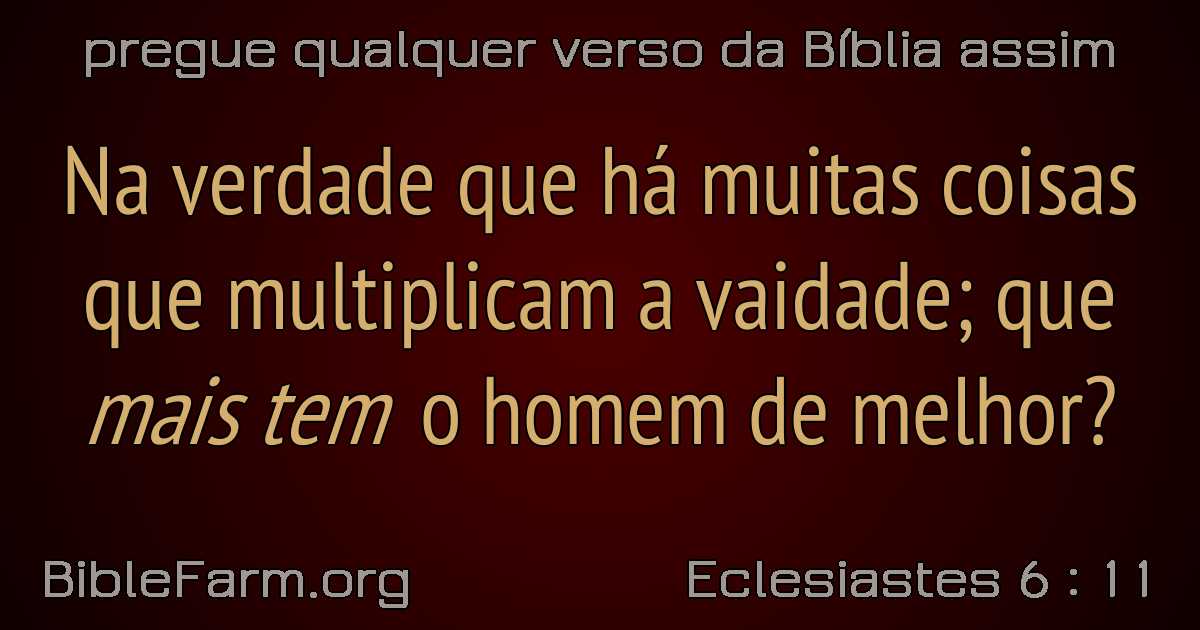 pregue qualquer verso da Bíblia assim
Na verdade que há muitas coisas
que multiplicam a vaidade; que
mais tem o homem de melhor?
BibleFarm.org
Eclesiastes 6 : 11